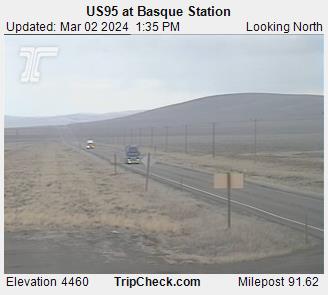 US95 at Basque Station
Updated: Mar 02 2024 1:35 PM Looking North
Elevation 4460 TripCheck.com Milepost 91.62